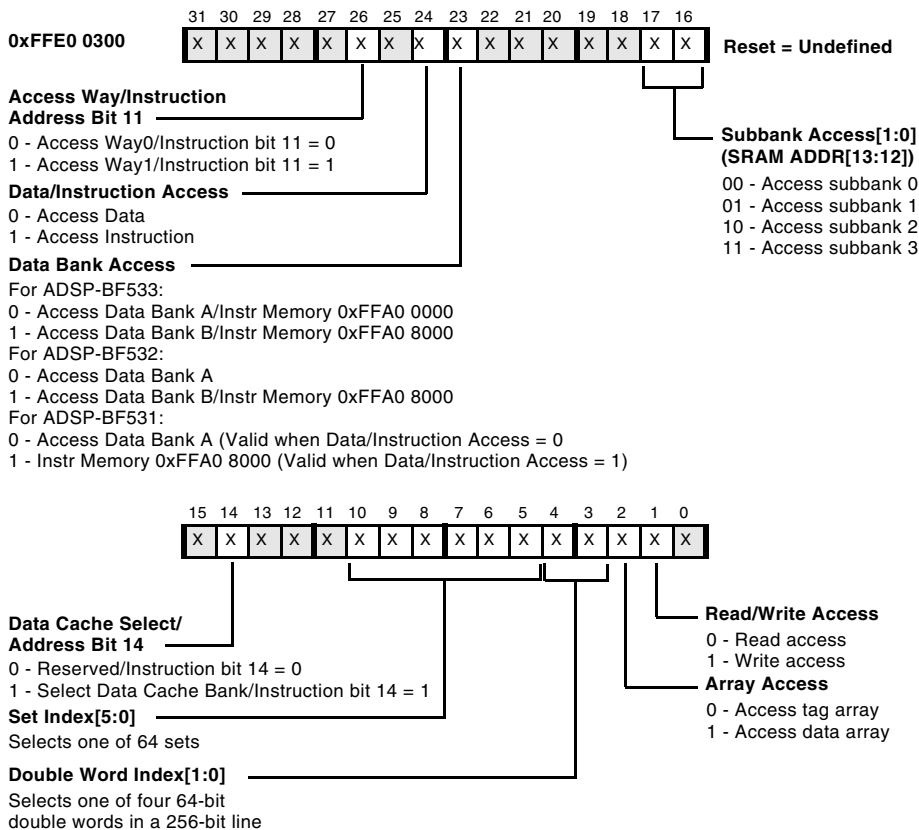 31 30 29 28 27 26 25 24 23 22 21 20 19 18 17 16
0xFFE0 0300 X X X X X X X X X X X X X X X X Reset = Undefined
Access Way/Instruction
Address Bit 11
0 - Access Way0/Instruction bit 11 = 0
1 - Access Way1/Instruction bit 11 = 1
Data/Instruction Access
0 - Access Data
1 - Access Instruction
Data Bank Access
For ADSP-BF533:
0 - Access Data Bank A/Instr Memory 0xFFA0 0000
1 - Access Data Bank B/Instr Memory 0xFFA0 8000
For ADSP-BF532:
0 - Access Data Bank A
1 - Access Data Bank B/Instr Memory 0xFFA0 8000
For ADSP-BF531:
0 - Access Data Bank A (Valid when Data/Instruction Access = 0
1 - Instr Memory 0xFFA0 8000 (Valid when Data/Instruction Access = 1)
Subbank Access[1:0]
(SRAM ADDR[13:12])
00 - Access subbank 0
01 - Access subbank 1
10 - Access subbank 2
11 - Access subbank 3
15 14 13 12 11 10 9 8 7 6 5 4 3 2 1 0
X X X X X X X X X X X X X X X X
Data Cache Select/
Address Bit 14
0 - Reserved/Instruction bit 14 = 0
1 - Select Data Cache Bank/Instruction bit 14 = 1
Set Index[5:0]
Selects one of 64 sets
Double Word Index[1:0]
Selects one of four 64-bit
double words in a 256-bit line
Read/Write Access
0 - Read access
1 - Write access
Array Access
0 - Access tag array
1 - Access data array